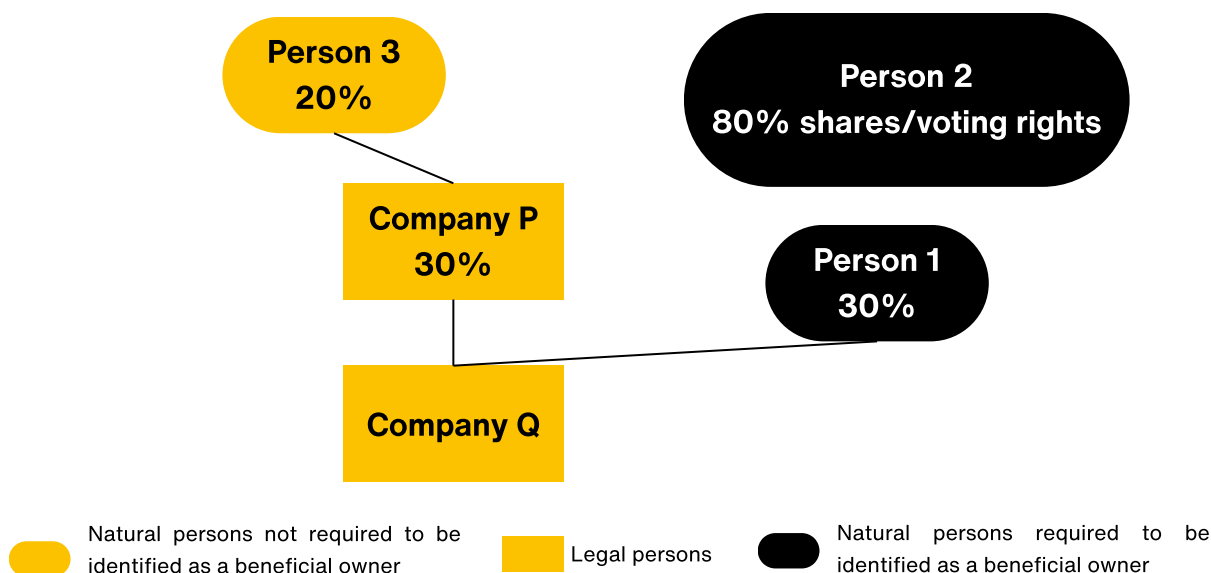 Person 3
20%
Person 2
80% shares/voting rights
Company P
30%
Person 1
30%
Company Q
Natural persons not required to be
identified as a beneficial owner
Legal persons
Natural persons required to be
identified as a beneficial owner